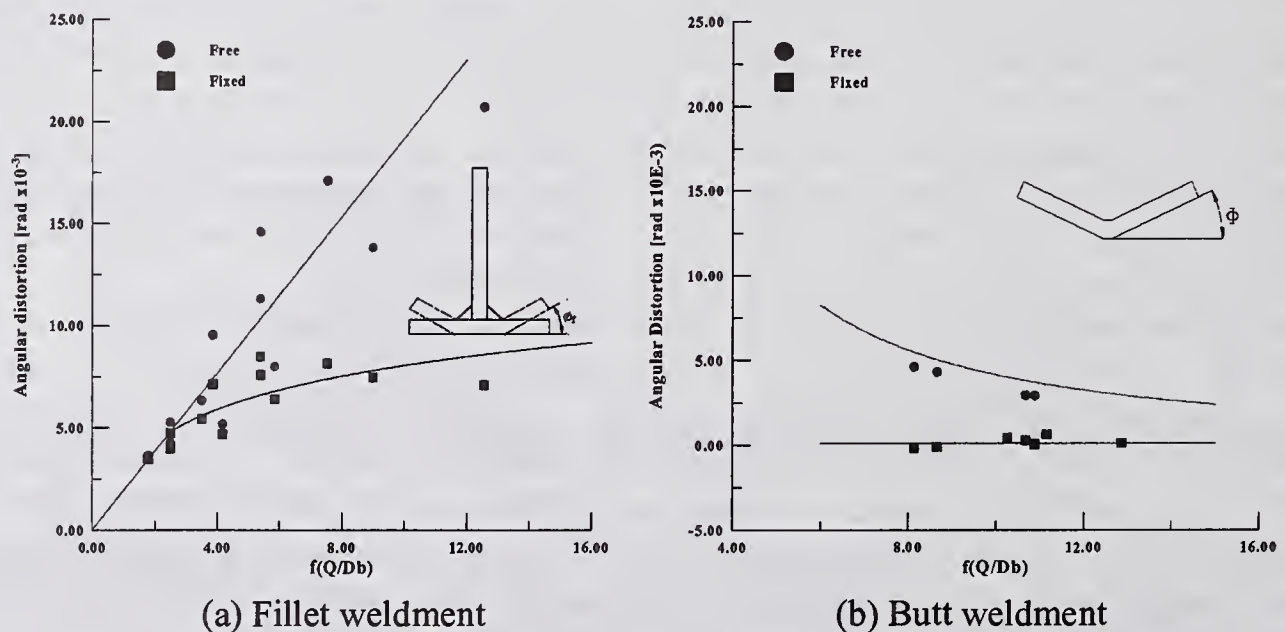 25.00
20.00
15.00
10.00
5.00
0.00
Angular distortion [rad x10⁻³]
Free
Fixed
ϕf
0.00 4.00 8.00 12.00 16.00
f(Q/Db)
(a) Fillet weldment
25.00
20.00
15.00
10.00
5.00
0.00
-5.00
Angular Distortion [rad x10E-3)
Free
Fixed
Φ
4.00 8.00 12.00 16.00
f(Q/Db)
(b) Butt weldment